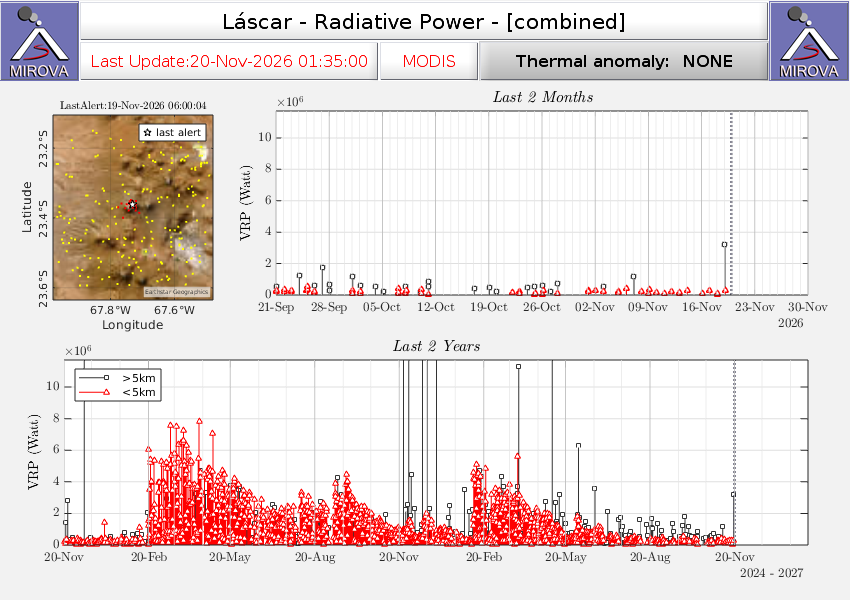 Láscar - Radiative Power - [combined]
MIROVA
Last Update:20-Nov-2026 01:35:00
MODIS
Thermal anomaly: NONE
MIROVA
LastAlert:19-Nov-2026 06:00:04
last alert
23.2°S
23.4°S
23.6°S
Latitude
67.8°W
67.6°W
Longitude
Earthstar Geographics
Last 2 Months
×10^6
VRP (Watt)
10
8
6
4
2
0
21-Sep
28-Sep
05-Oct
12-Oct
19-Oct
26-Oct
02-Nov
09-Nov
16-Nov
23-Nov
30-Nov
2026
Last 2 Years
×10^6
>5km
<5km
VRP (Watt)
10
8
6
4
2
0
20-Nov
20-Feb
20-May
20-Aug
20-Nov
20-Feb
20-May
20-Aug
20-Nov
2024 - 2027